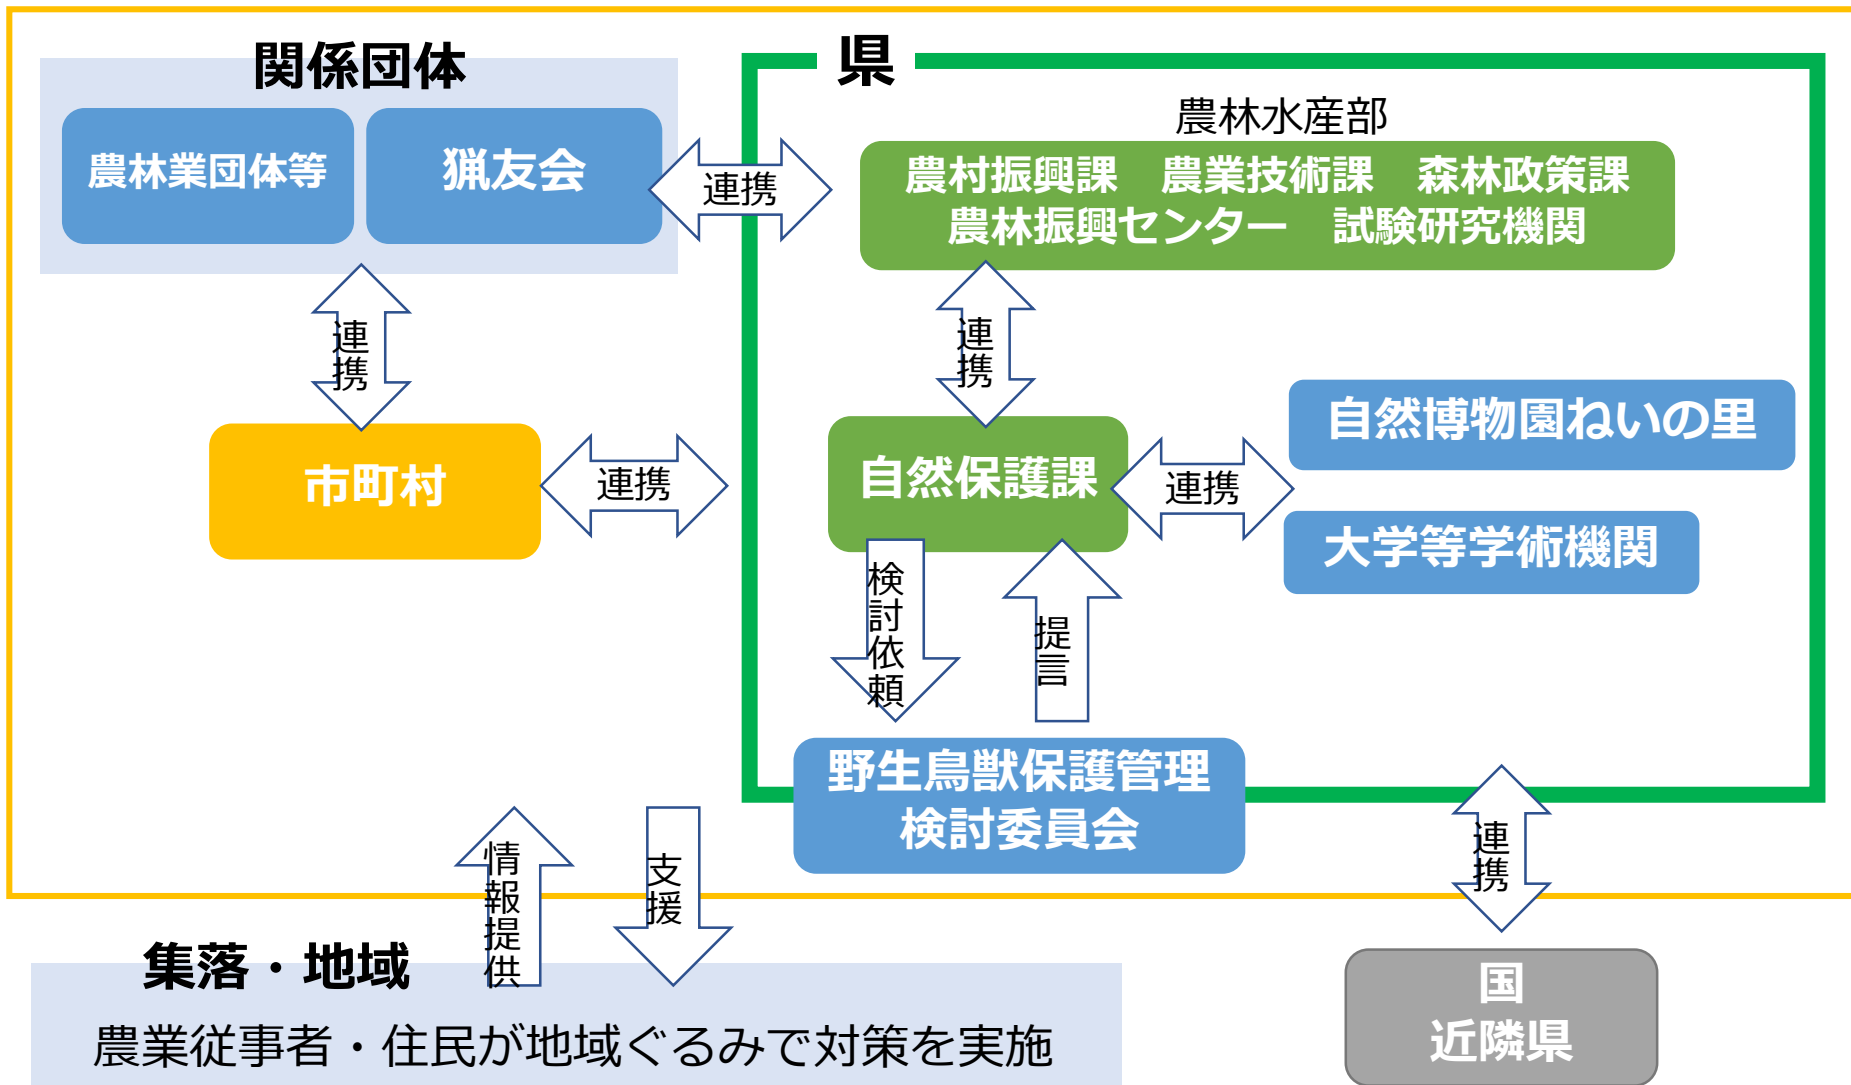 関係団体
農林業団体等
猟友会
連携
県
農林水産部
農村振興課　農業技術課　森林政策課
農林振興センター　試験研究機関
連携
連携
市町村
連携
自然保護課
連携
自然博物園ねいの里
大学等学術機関
検討依頼
提言
野生鳥獣保護管理
検討委員会
連携
情報提供
支援
集落・地域
農業従事者・住民が地域ぐるみで対策を実施
国
近隣県